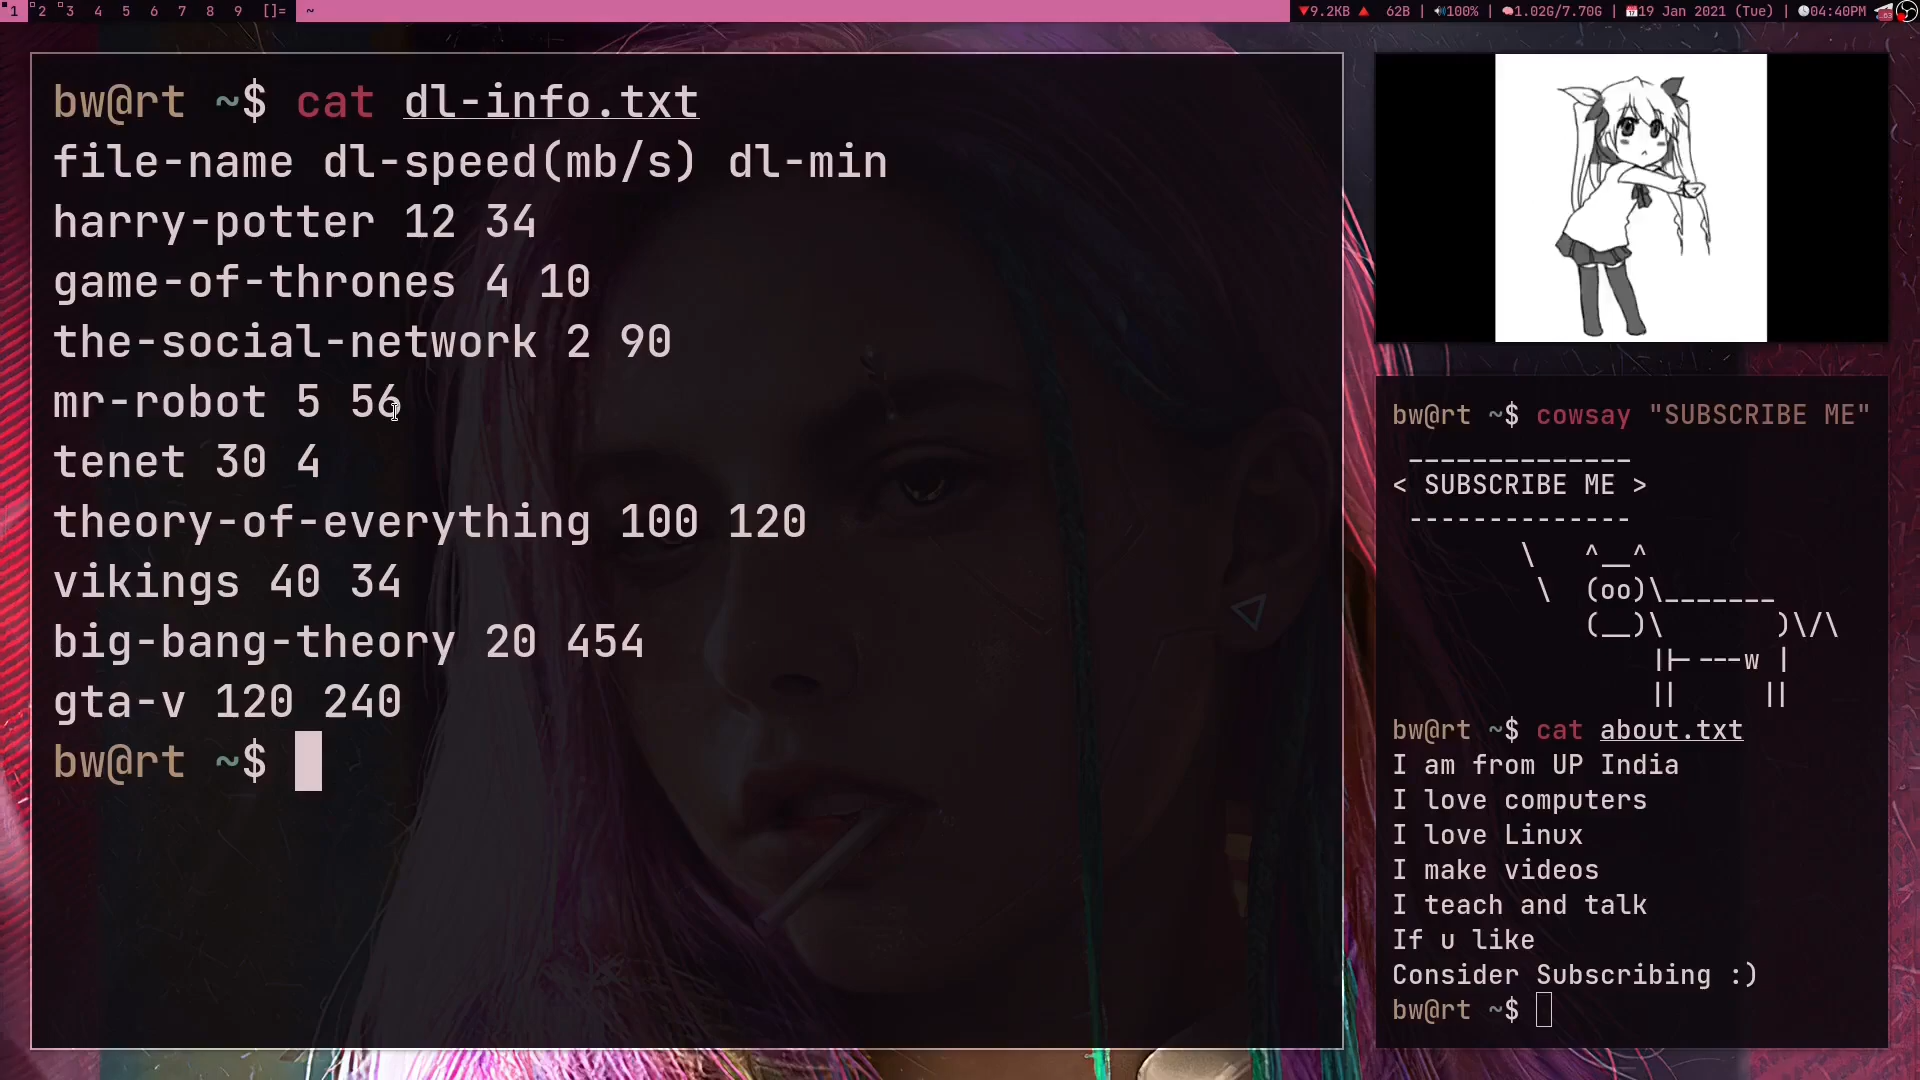 1 2 3 4 5 6 7 8 9 []= ~ 9.2KB 62B | 100% | 1.02G/7.70G | 19 Jan 2021 (Tue) | 04:40PM
bw@rt ~$ cat dl-info.txt
file-name dl-speed(mb/s) dl-min
harry-potter 12 34
game-of-thrones 4 10
the-social-network 2 90
mr-robot 5 56
tenet 30 4
theory-of-everything 100 120
vikings 40 34
big-bang-theory 20 454
gta-v 120 240
bw@rt ~$
bw@rt ~$ cowsay "SUBSCRIBE ME"
______________
< SUBSCRIBE ME >
--------------
\   ^__^
\  (oo)\_______
(__)\       )\/\
||----w |
||     ||
bw@rt ~$ cat about.txt
I am from UP India
I love computers
I love Linux
I make videos
I teach and talk
If u like
Consider Subscribing :)
bw@rt ~$